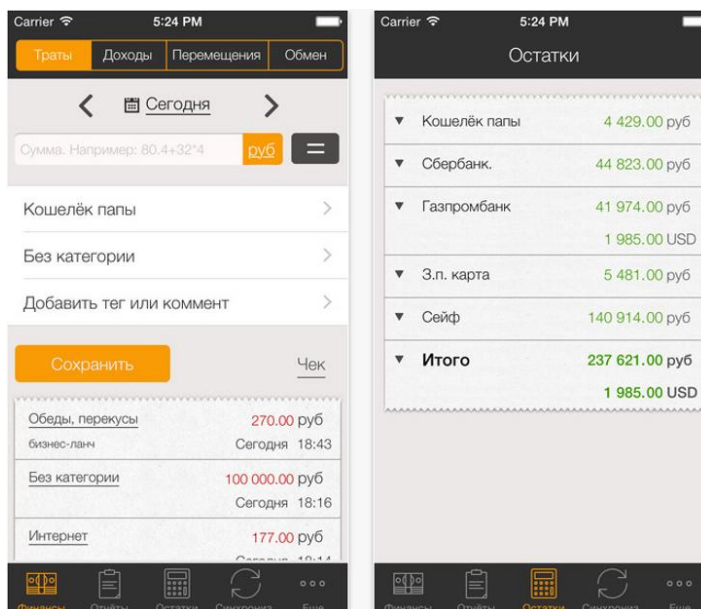 Carrier 5:24 PM
Траты Доходы Перемещения Обмен
Сегодня
Сумма. Например: 80.4+32*4 руб =
Кошелёк папы
Без категории
Добавить тег или коммент
Сохранить Чек
Обеды, перекусы 270.00 руб
бизнес-ланч Сегодня 18:43
Без категории 100 000.00 руб
Сегодня 18:16
Интернет 177.00 руб
Сегодня 18:14
Финансы Отчёты Остатки Синхрониз Еще
Carrier 5:24 PM
Остатки
Кошелёк папы 4 429.00 руб
Сбербанк. 44 823.00 руб
Газпромбанк 41 974.00 руб
1 985.00 USD
З.п. карта 5 481.00 руб
Сейф 140 914.00 руб
Итого 237 621.00 руб
1 985.00 USD
Финансы Отчёты Остатки Синхрониз Еще